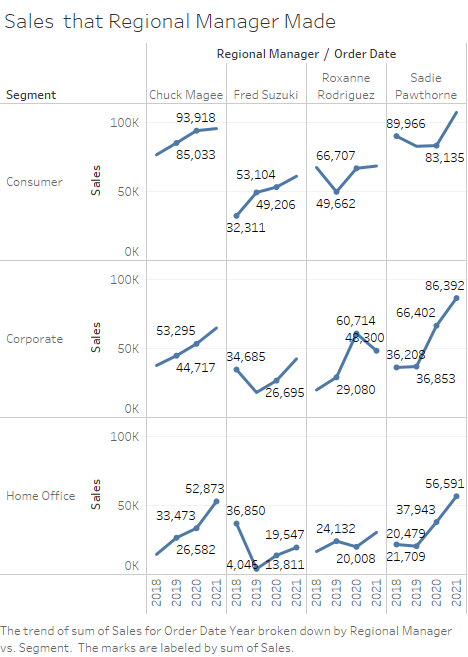 Sales that Regional Manager Made
Regional Manager / Order Date
Segment
Chuck Magee
Fred Suzuki
Roxanne
Rodriguez
Sadie
Pawthorne
Consumer
Sales
100K
50K
0K
93,918
85,033
53,104
49,206
32,311
66,707
49,662
89,966
83,135
Corporate
Sales
100K
50K
0K
53,295
44,717
34,685
26,695
60,714
48,300
29,080
86,392
66,402
36,208
36,853
Home Office
Sales
100K
50K
0K
52,873
33,473
26,582
36,850
19,547
4,045
13,811
24,132
20,008
56,591
37,943
20,479
21,709
2018
2019
2020
2021
2018
2019
2020
2021
2018
2019
2020
2021
2018
2019
2020
2021
The trend of sum of Sales for Order Date Year broken down by Regional Manager
vs. Segment. The marks are labeled by sum of Sales.